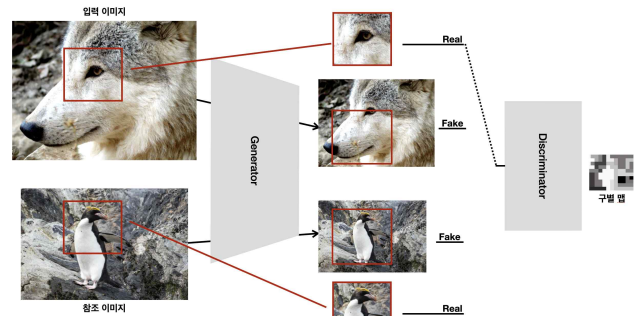 입력 이미지
Real
Fake
Generator
Discriminator
구별 맵
Fake
참조 이미지
Real